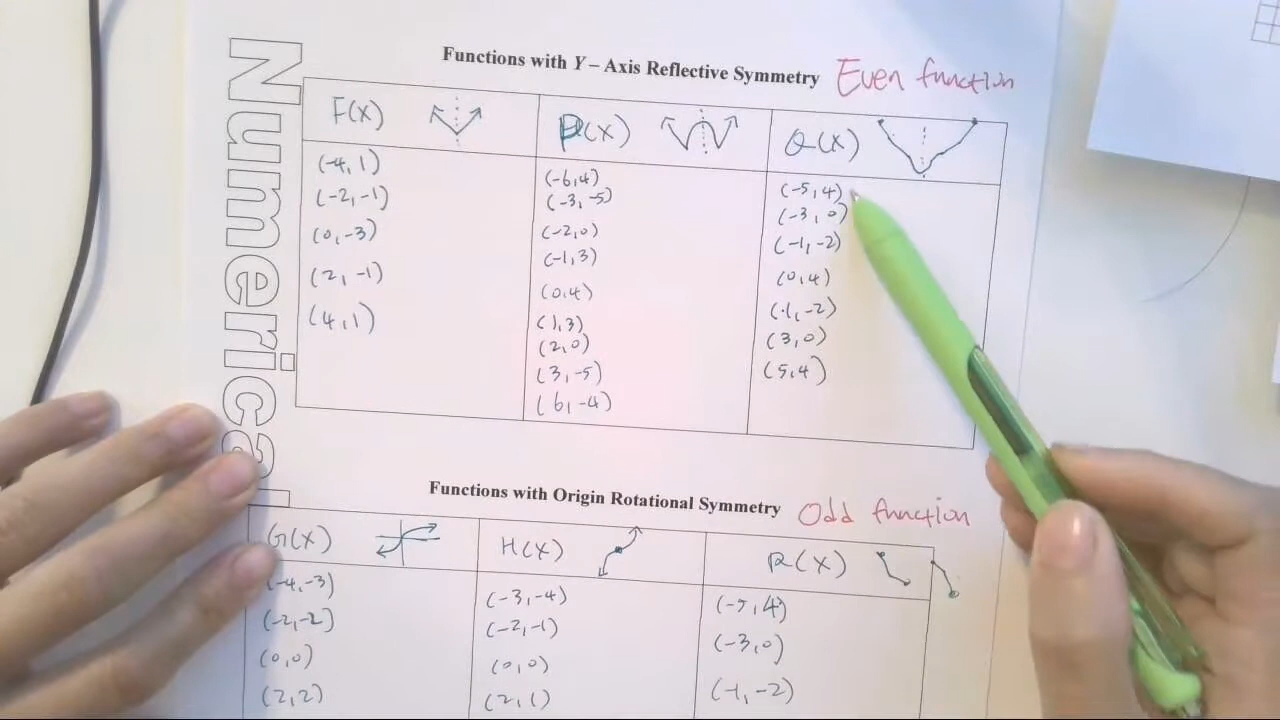 Numerical
Functions with Y – Axis Reflective Symmetry Even function
F(X) P(X) Q(X)
(-4, 1) (-6,4) (-5,4)
(-2, -1) (-3, -5) (-3, 0)
(0, -3) (-2,0) (-1, -2)
(2, -1) (-1, 3) (0,4)
(4, 1) (0,4) (-1, -2)
(1,3) (3, 0)
(2,0) (5,4)
(3, -5)
(6, -4)
Functions with Origin Rotational Symmetry Odd function
G(X) H(X) R(X)
(-4,-3) (-3,-4) (-5,4)
(-2,-2) (-2,-1) (-3,0)
(0,0) (0,0) (-1, -2)
(2,2) (2, 1)